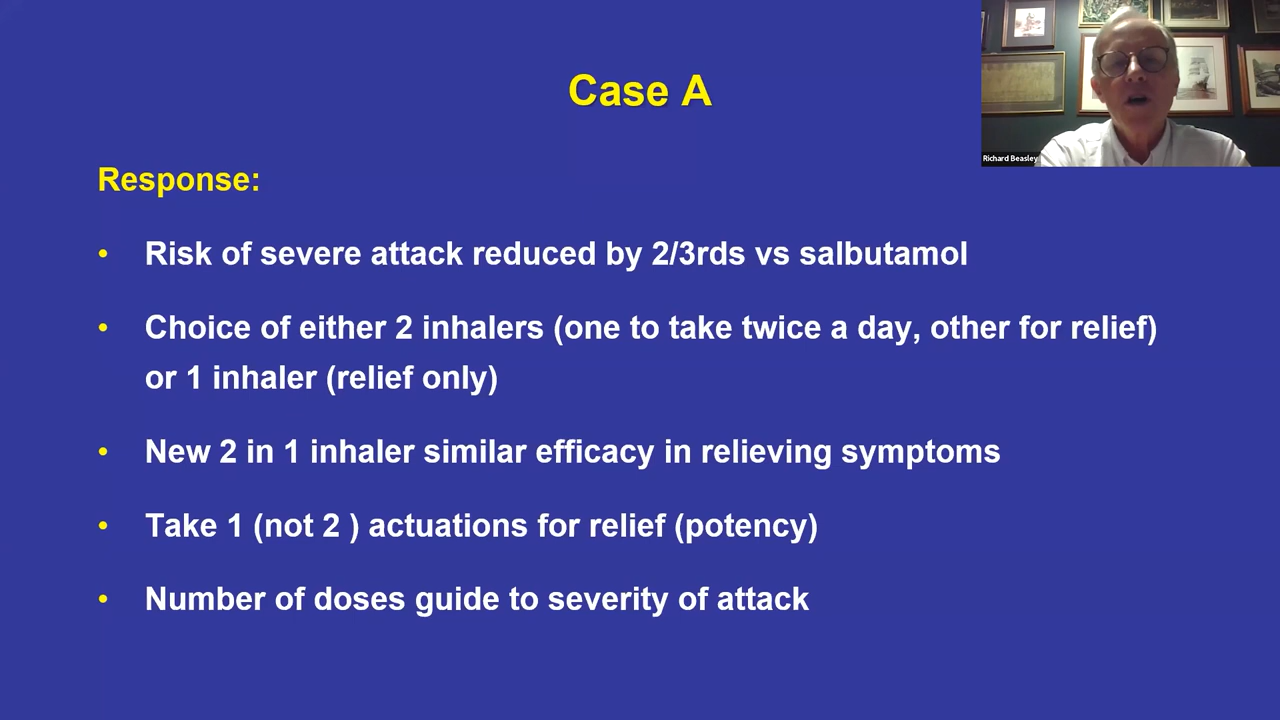 Case A
Richard Beasley
Response:
• Risk of severe attack reduced by 2/3rds vs salbutamol
• Choice of either 2 inhalers (one to take twice a day, other for relief)
or 1 inhaler (relief only)
• New 2 in 1 inhaler similar efficacy in relieving symptoms
• Take 1 (not 2 ) actuations for relief (potency)
• Number of doses guide to severity of attack